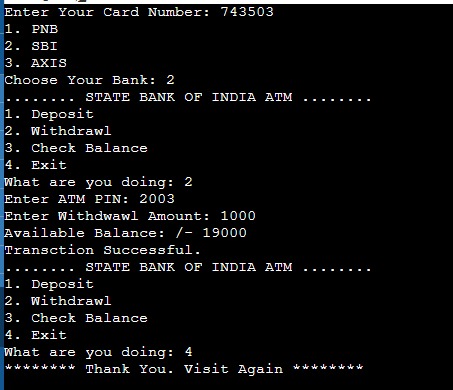 Enter Your Card Number: 743503
1. PNB
2. SBI
3. AXIS
Choose Your Bank: 2
........ STATE BANK OF INDIA ATM ........
1. Deposit
2. Withdrawl
3. Check Balance
4. Exit
What are you doing: 2
Enter ATM PIN: 2003
Enter Withdwawl Amount: 1000
Available Balance: /- 19000
Transction Successful.
........ STATE BANK OF INDIA ATM ........
1. Deposit
2. Withdrawl
3. Check Balance
4. Exit
What are you doing: 4
******** Thank You. Visit Again ********